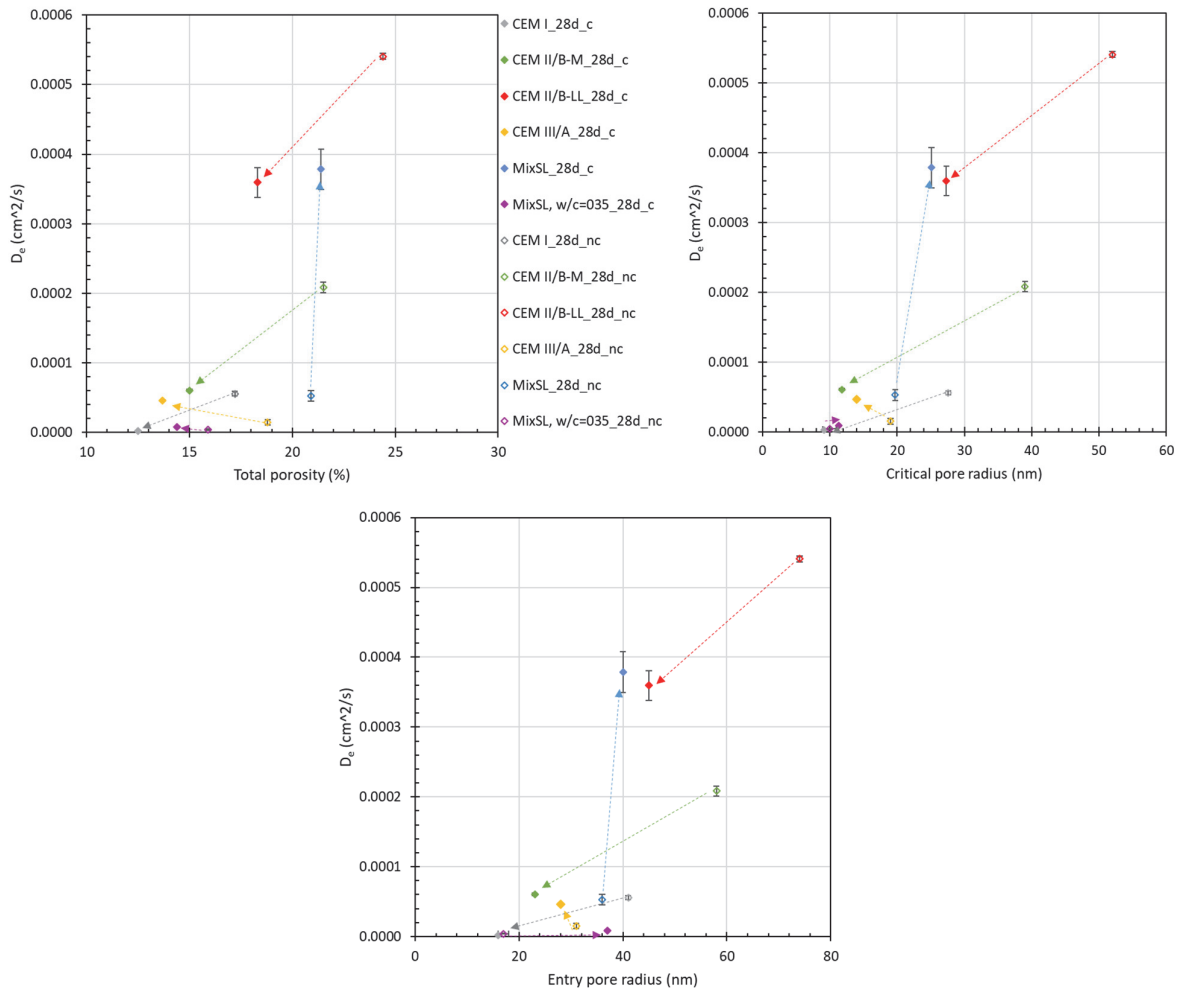 0.0006
0.0005
0.0004
0.0003
0.0002
0.0001
0.0000
10
15
20
25
30
D_e (cm^2/s)
Total porosity (%)
CEM I_28d_c
CEM II/B-M_28d_c
CEM II/B-LL_28d_c
CEM III/A_28d_c
MixSL_28d_c
MixSL, w/c=035_28d_c
CEM I_28d_nc
CEM II/B-M_28d_nc
CEM II/B-LL_28d_nc
CEM III/A_28d_nc
MixSL_28d_nc
MixSL, w/c=035_28d_nc
0.0006
0.0005
0.0004
0.0003
0.0002
0.0001
0.0000
0
10
20
30
40
50
60
D_e (cm^2/s)
Critical pore radius (nm)
0.0006
0.0005
0.0004
0.0003
0.0002
0.0001
0.0000
0
20
40
60
80
D_e (cm^2/s)
Entry pore radius (nm)